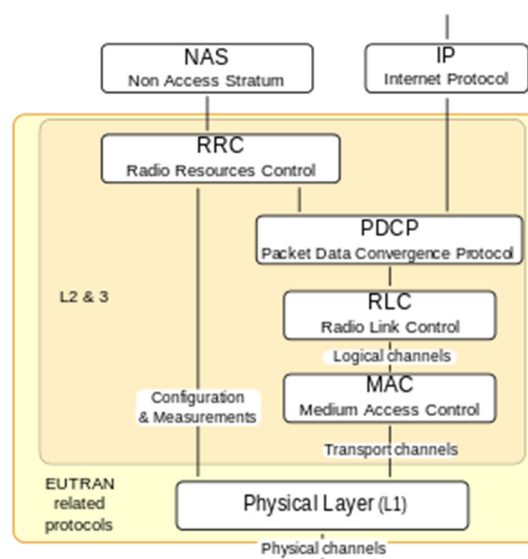 NAS
Non Access Stratum
IP
Internet Protocol
RRC
Radio Resources Control
PDCP
Packet Data Convergence Protocol
L2 & 3
RLC
Radio Link Control
Logical channels
MAC
Medium Access Control
Configuration
& Measurements
Transport channels
EUTRAN
related
protocols
Physical Layer (L1)
Physical channels